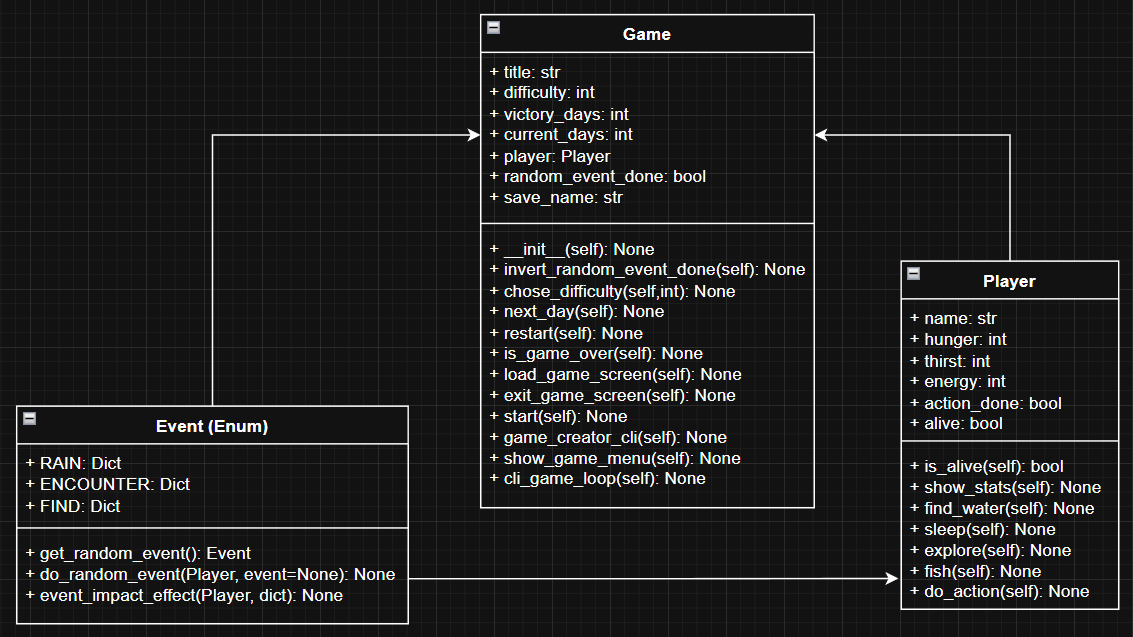 Game
+ title: str
+ difficulty: int
+ victory_days: int
+ current_days: int
+ player: Player
+ random_event_done: bool
+ save_name: str
+ __init__(self): None
+ invert_random_event_done(self): None
+ chose_difficulty(self,int): None
+ next_day(self): None
+ restart(self): None
+ is_game_over(self): None
+ load_game_screen(self): None
+ exit_game_screen(self): None
+ start(self): None
+ game_creator_cli(self): None
+ show_game_menu(self): None
+ cli_game_loop(self): None
Player
+ name: str
+ hunger: int
+ thirst: int
+ energy: int
+ action_done: bool
+ alive: bool
+ is_alive(self): bool
+ show_stats(self): None
+ find_water(self): None
+ sleep(self): None
+ explore(self): None
+ fish(self): None
+ do_action(self): None
Event (Enum)
+ RAIN: Dict
+ ENCOUNTER: Dict
+ FIND: Dict
+ get_random_event(): Event
+ do_random_event(Player, event=None): None
+ event_impact_effect(Player, dict): None